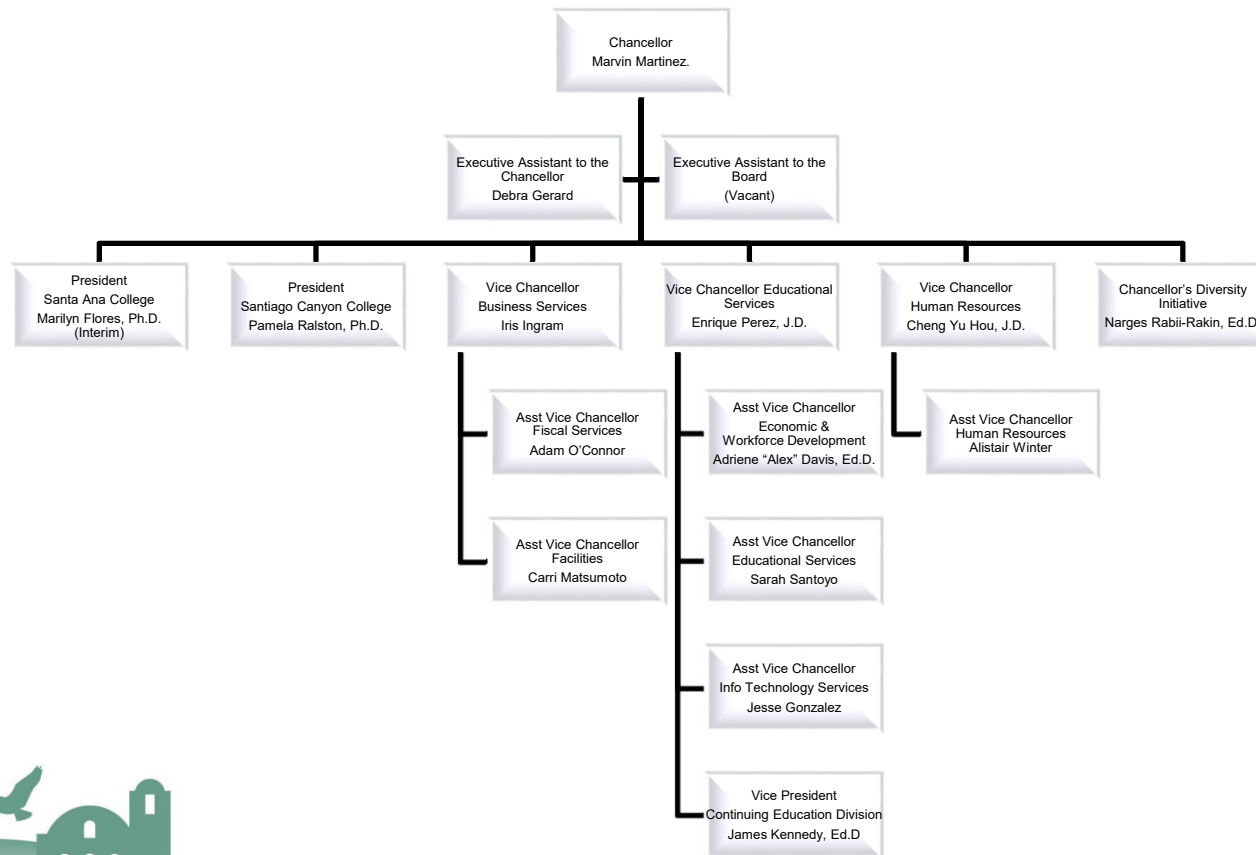 Chancellor
Marvin Martinez.
Executive Assistant to the
Chancellor
Debra Gerard
Executive Assistant to the
Board
(Vacant)
President
Santa Ana College
Marilyn Flores, Ph.D.
(Interim)
President
Santiago Canyon College
Pamela Ralston, Ph.D.
Vice Chancellor
Business Services
Iris Ingram
Vice Chancellor Educational
Services
Enrique Perez, J.D.
Vice Chancellor
Human Resources
Cheng Yu Hou, J.D.
Chancellor’s Diversity
Initiative
Narges Rabii-Rakin, Ed.D
Asst Vice Chancellor
Fiscal Services
Adam O’Connor
Asst Vice Chancellor
Economic &
Workforce Development
Adriene “Alex” Davis, Ed.D.
Asst Vice Chancellor
Human Resources
Alistair Winter
Asst Vice Chancellor
Facilities
Carri Matsumoto
Asst Vice Chancellor
Educational Services
Sarah Santoyo
Asst Vice Chancellor
Info Technology Services
Jesse Gonzalez
Vice President
Continuing Education Division
James Kennedy, Ed.D